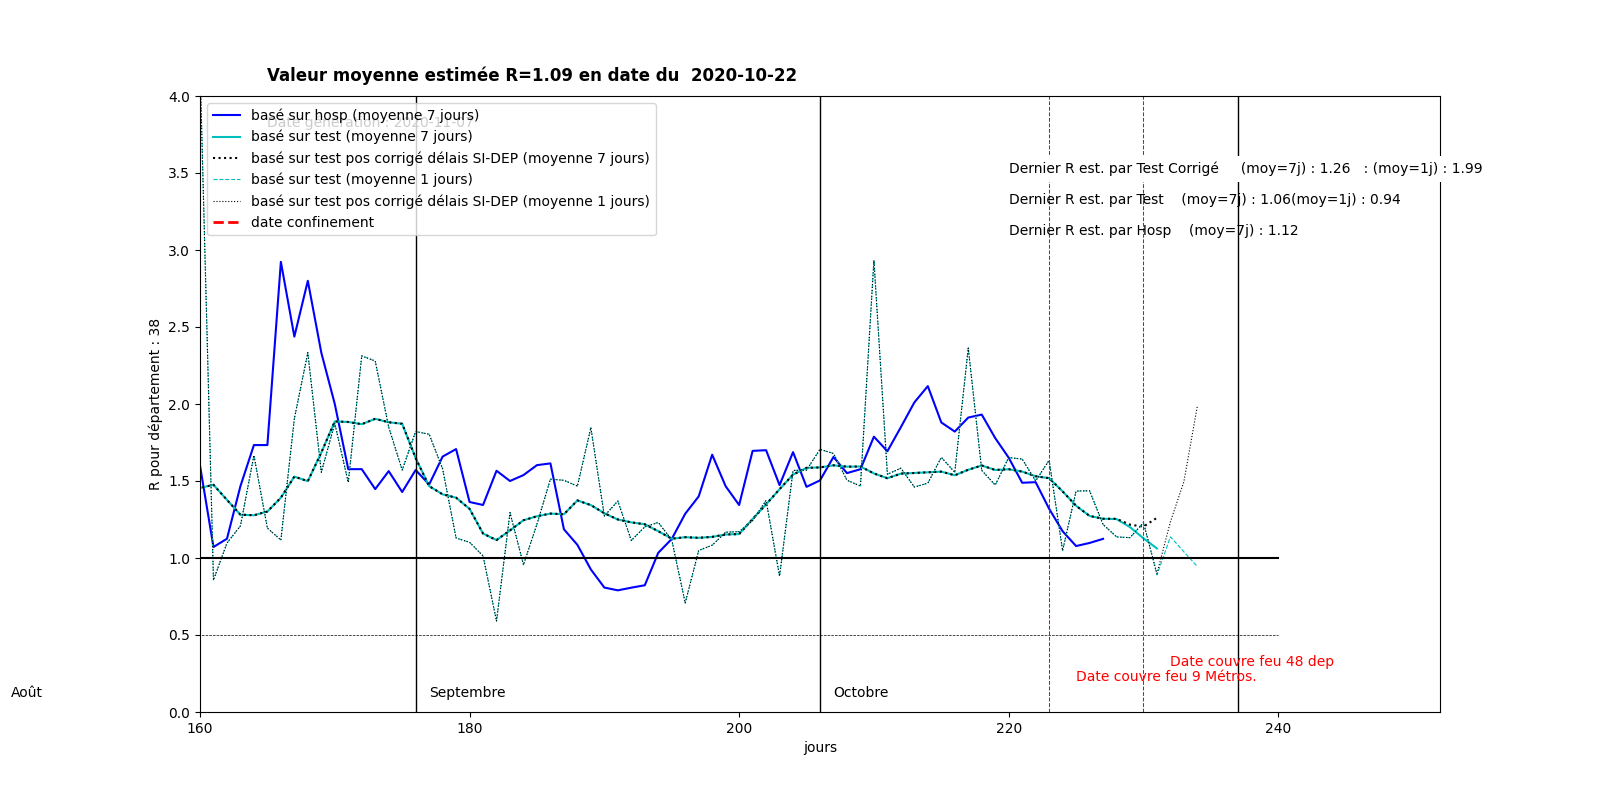 Valeur moyenne estimée R=1.09 en date du  2020-10-22
Date génération : 2020-11-07
basé sur hosp (moyenne 7 jours)
basé sur test (moyenne 7 jours)
basé sur test pos corrigé délais SI-DEP (moyenne 7 jours)
basé sur test (moyenne 1 jours)
basé sur test pos corrigé délais SI-DEP (moyenne 1 jours)
date confinement
Dernier R est. par Test Corrigé (moy=7j) : 1.26 : (moy=1j) : 1.99
Dernier R est. par Test (moy=7j) : 1.06(moy=1j) : 0.94
Dernier R est. par Hosp (moy=7j) : 1.12
4.0
3.5
3.0
2.5
2.0
1.5
1.0
0.5
0.0
R pour département : 38
Date couvre feu 48 dep
Date couvre feu 9 Métros.
Août
Septembre
Octobre
160 180 200 220 240
jours